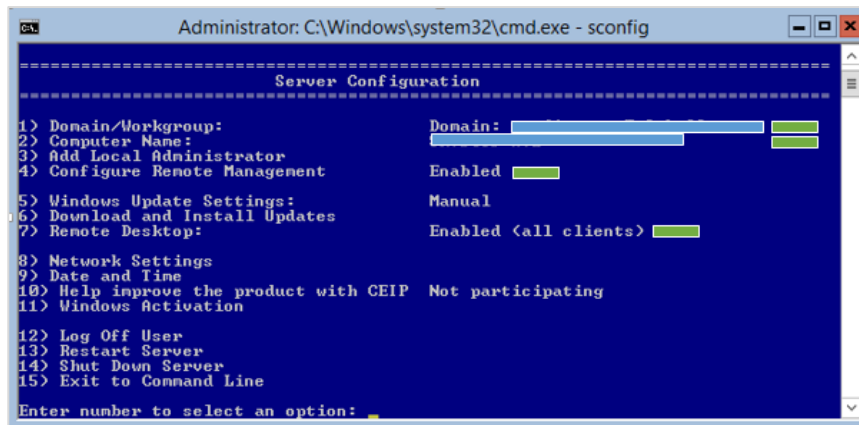 Administrator: C:\Windows\system32\cmd.exe - sconfig
===============================================================================
Server Configuration
===============================================================================
1) Domain/Workgroup: Domain:
2) Computer Name:
3) Add Local Administrator
4) Configure Remote Management Enabled
5) Windows Update Settings: Manual
6) Download and Install Updates
7) Remote Desktop: Enabled (all clients)
8) Network Settings
9) Date and Time
10) Help improve the product with CEIP Not participating
11) Windows Activation
12) Log Off User
13) Restart Server
14) Shut Down Server
15) Exit to Command Line
Enter number to select an option: _